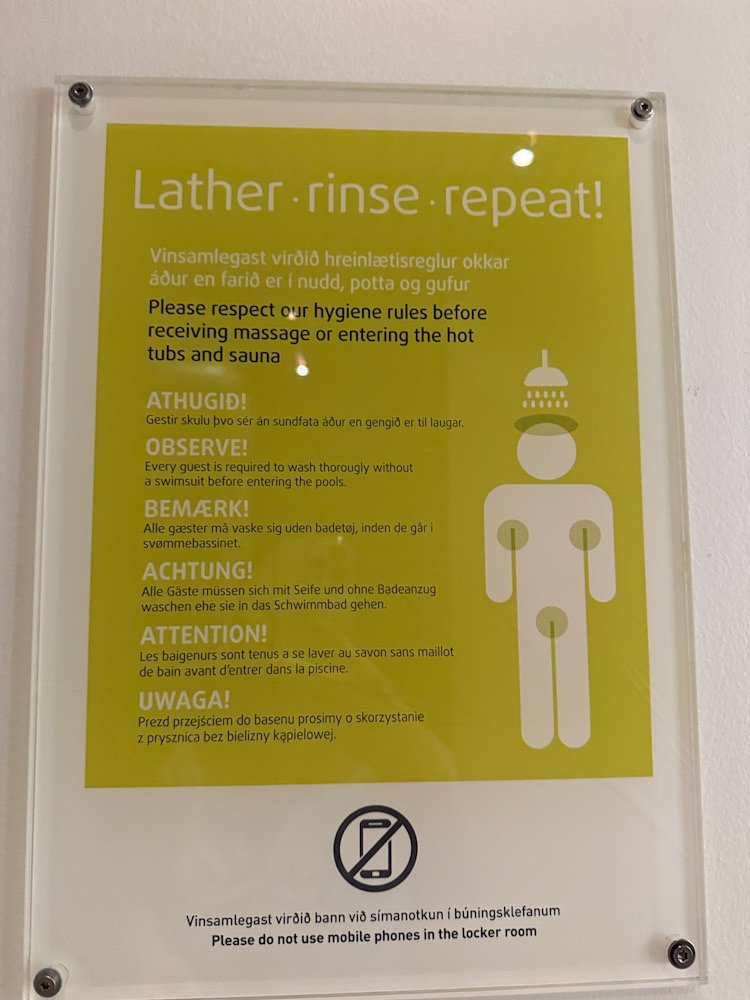 Lather · rinse · repeat!
Vinsamlegast virðið hreinlætisreglur okkar
áður en farið er í nudd, potta og gufur
Please respect our hygiene rules before
receiving massage or entering the hot
tubs and sauna
ATHUGIÐ!
Gestir skulu þvo sér án sundfata áður en gengið er til laugar.
OBSERVE!
Every guest is required to wash thorougly without
a swimsuit before entering the pools.
BEMÆRK!
Alle gæster må vaske sig uden badetøj, inden de går i
svømmebassinet.
ACHTUNG!
Alle Gäste müssen sich mit Seife und ohne Badeanzug
waschen ehe sie in das Schwimmbad gehen.
ATTENTION!
Les baigenurs sont tenus a se laver au savon sans maillot
de bain avant d'entrer dans la piscine.
UWAGA!
Prezd przejściem do basenu prosimy o skorzystanie
z prysznica bez bielizny kąpielowej.
Vinsamlegast virðið bann við símanotkun í búningsklefanum
Please do not use mobile phones in the locker room